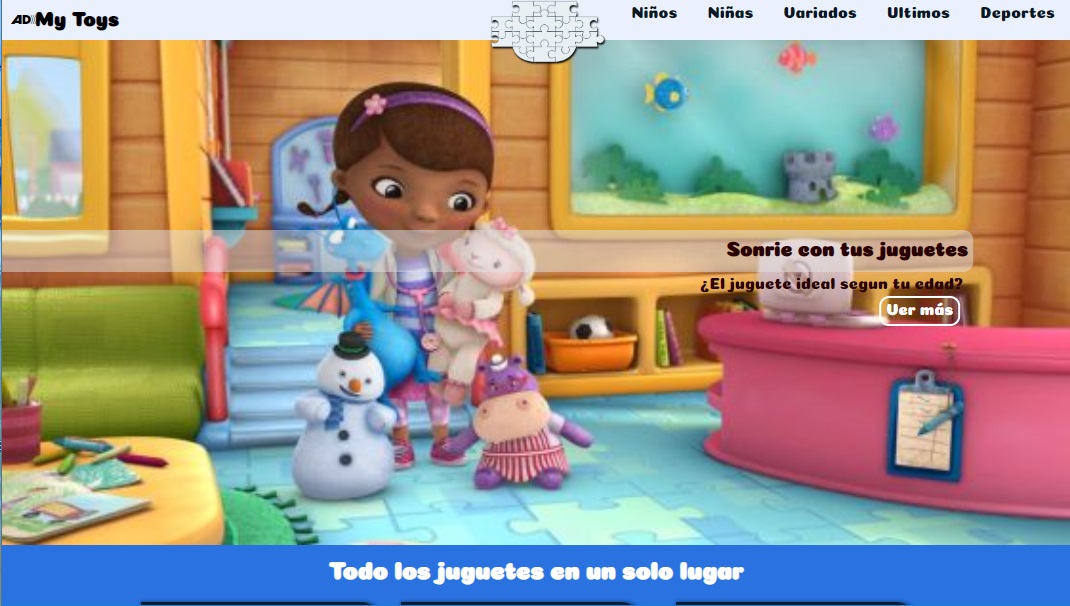 AD My Toys
Niños Niñas Variados Ultimos Deportes
Sonrie con tus juguetes
¿El juguete ideal segun tu edad?
Ver más
Todo los juguetes en un solo lugar